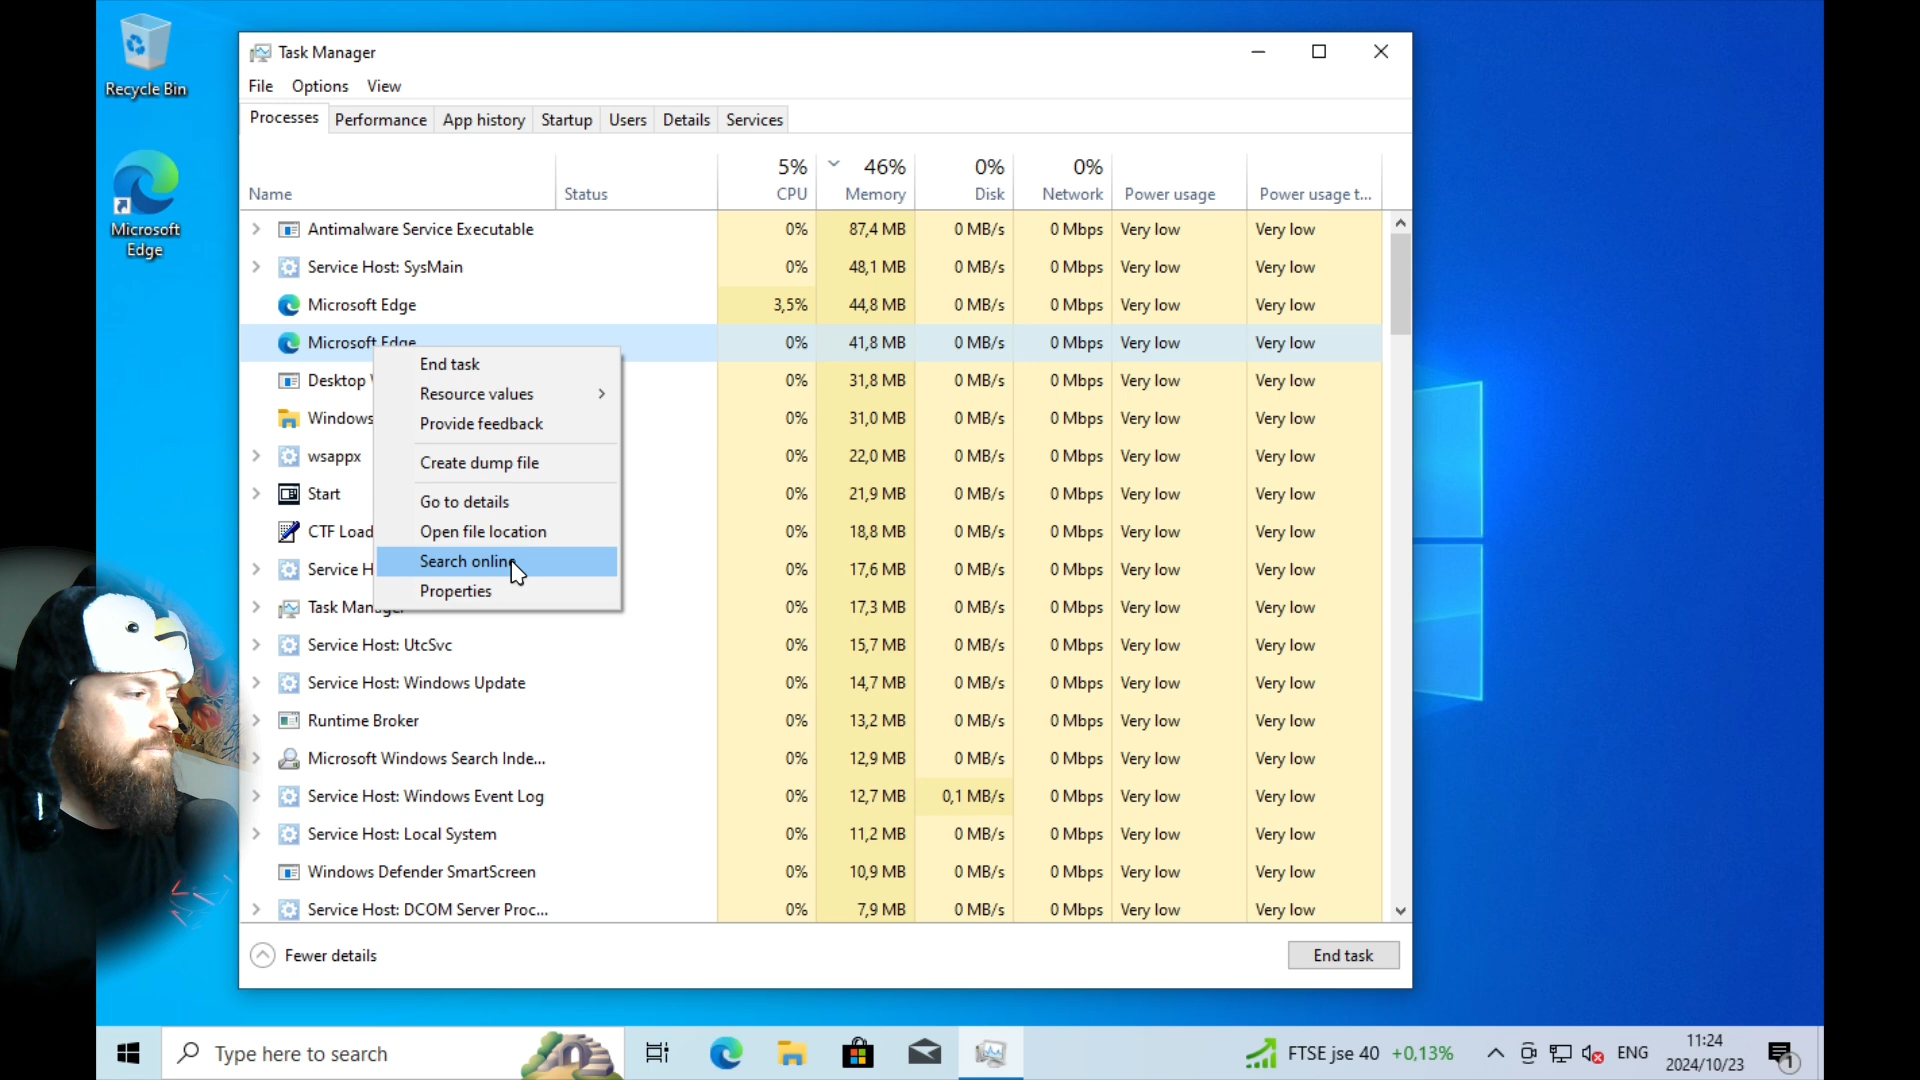 Recycle Bin
Microsoft
Edge
Task Manager
File Options View
Processes Performance App history Startup Users Details Services
5% 46% 0% 0%
Name Status CPU Memory Disk Network Power usage Power usage t...
Antimalware Service Executable 0% 87,4 MB 0 MB/s 0 Mbps Very low Very low
Service Host: SysMain 0% 48,1 MB 0 MB/s 0 Mbps Very low Very low
Microsoft Edge 3,5% 44,8 MB 0 MB/s 0 Mbps Very low Very low
Microsoft Edge 0% 41,8 MB 0 MB/s 0 Mbps Very low Very low
Desktop 0% 31,8 MB 0 MB/s 0 Mbps Very low Very low
Windows 0% 31,0 MB 0 MB/s 0 Mbps Very low Very low
wsappx 0% 22,0 MB 0 MB/s 0 Mbps Very low Very low
Start 0% 21,9 MB 0 MB/s 0 Mbps Very low Very low
CTF Load 0% 18,8 MB 0 MB/s 0 Mbps Very low Very low
Service H 0% 17,6 MB 0 MB/s 0 Mbps Very low Very low
Task Manager 0% 17,3 MB 0 MB/s 0 Mbps Very low Very low
Service Host: UtcSvc 0% 15,7 MB 0 MB/s 0 Mbps Very low Very low
Service Host: Windows Update 0% 14,7 MB 0 MB/s 0 Mbps Very low Very low
Runtime Broker 0% 13,2 MB 0 MB/s 0 Mbps Very low Very low
Microsoft Windows Search Inde... 0% 12,9 MB 0 MB/s 0 Mbps Very low Very low
Service Host: Windows Event Log 0% 12,7 MB 0,1 MB/s 0 Mbps Very low Very low
Service Host: Local System 0% 11,2 MB 0 MB/s 0 Mbps Very low Very low
Windows Defender SmartScreen 0% 10,9 MB 0 MB/s 0 Mbps Very low Very low
Service Host: DCOM Server Proc... 0% 7,9 MB 0 MB/s 0 Mbps Very low Very low
End task
Resource values
Provide feedback
Create dump file
Go to details
Open file location
Search online
Properties
Fewer details
End task
Type here to search
FTSE jse 40 +0,13%
ENG
11:24
2024/10/23
1